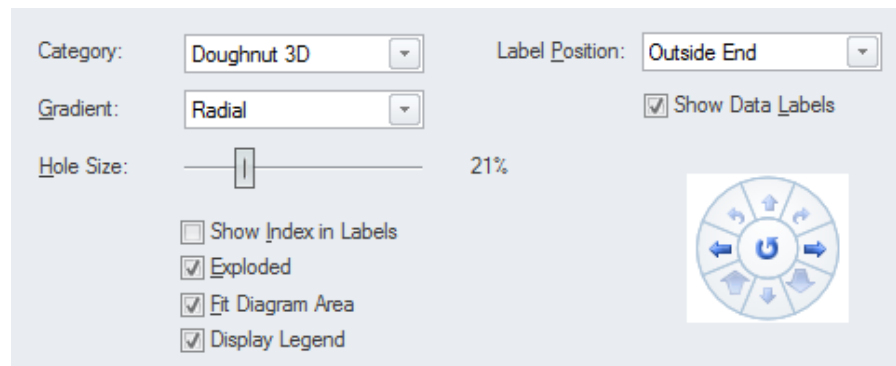 Category: Doughnut 3D Label Position: Outside End
Gradient: Radial Show Data Labels
Hole Size: 21%
Show Index in Labels
Exploded
Fit Diagram Area
Display Legend